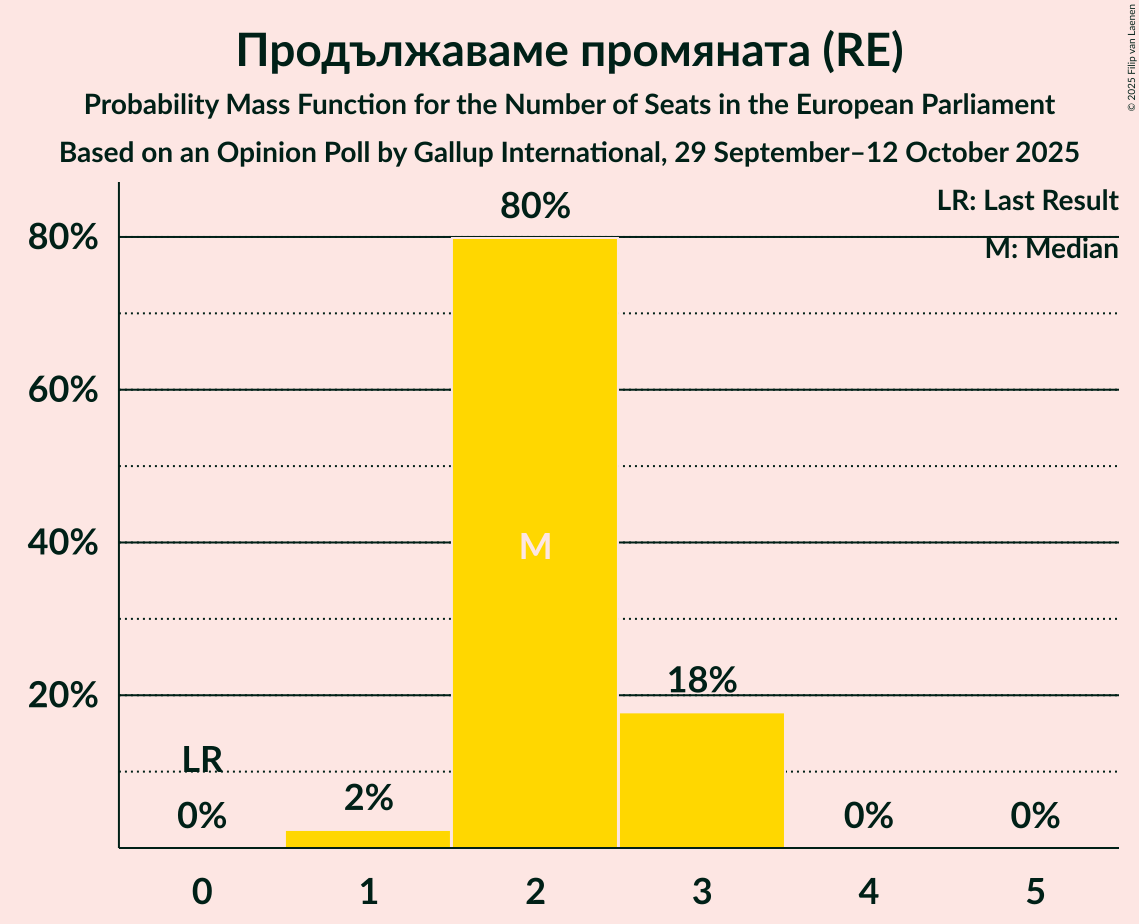 Продължаваме промяната (RE)
Probability Mass Function for the Number of Seats in the European Parliament
Based on an Opinion Poll by Gallup International, 29 September–12 October 2025
© 2025 Filip van Laenen
LR: Last Result
M: Median
80%
80%
60%
40%
M
20%
18%
LR
0%
2%
0%
0%
0 1 2 3 4 5